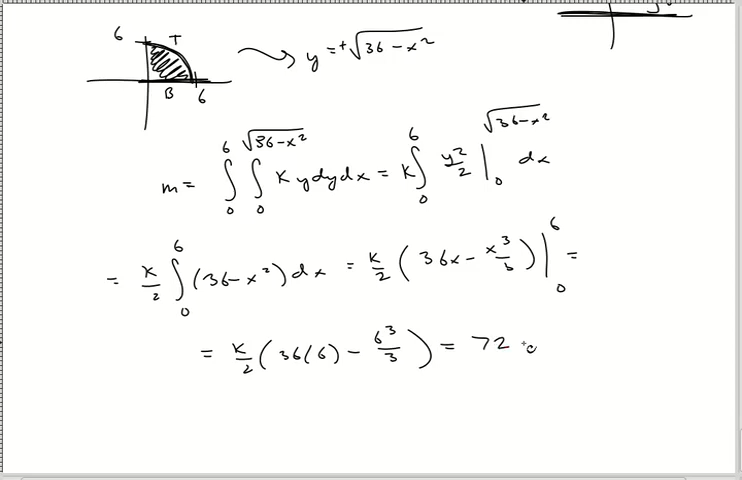 6 T
y = +√(36 - x²)
B 6
m = ∫₀⁶ ∫₀^√(36-x²) K y dy dx = K ∫₀⁶ y²/2 |₀^√(36-x²) dx
= K/2 ∫₀⁶ (36 - x²) dx = K/2 (36x - x³/3) |₀⁶ =
= K/2 (36(6) - 6³/3) = 72